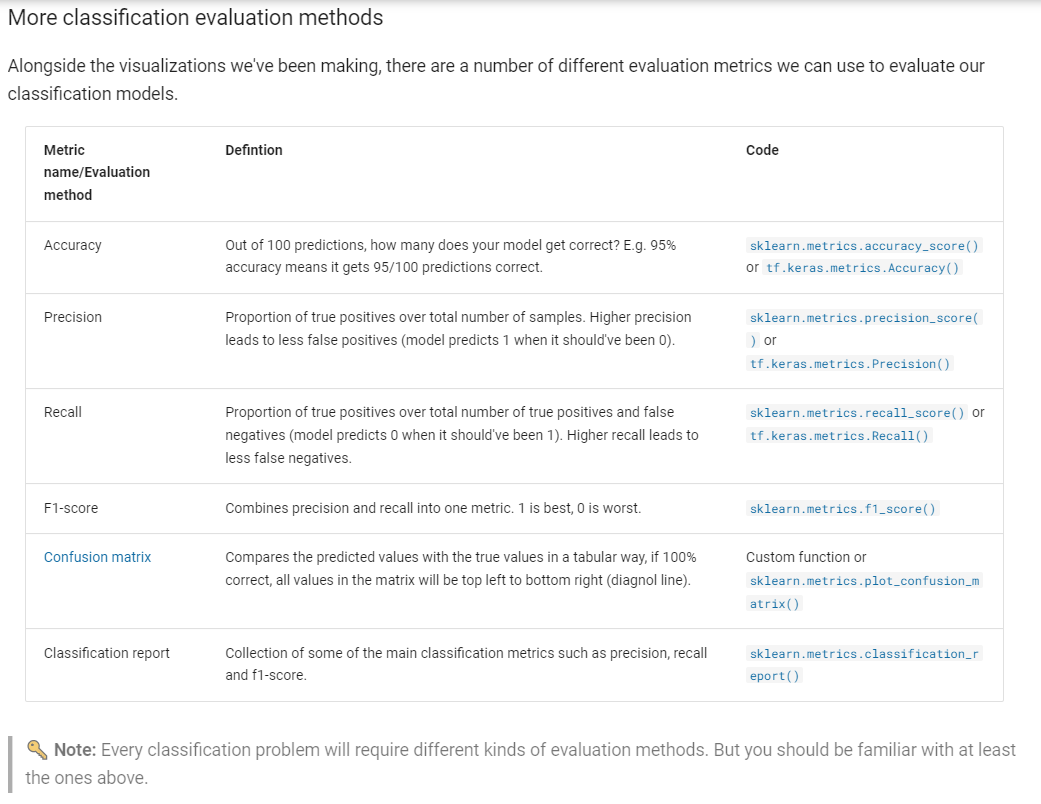 More classification evaluation methods
Alongside the visualizations we've been making, there are a number of different evaluation metrics we can use to evaluate our
classification models.
Metric
name/Evaluation
method
Defintion
Code
Accuracy
Out of 100 predictions, how many does your model get correct? E.g. 95%
accuracy means it gets 95/100 predictions correct.
sklearn.metrics.accuracy_score()
or tf.keras.metrics.Accuracy()
Precision
Proportion of true positives over total number of samples. Higher precision
leads to less false positives (model predicts 1 when it should've been 0).
sklearn.metrics.precision_score(
) or
tf.keras.metrics.Precision()
Recall
Proportion of true positives over total number of true positives and false
negatives (model predicts 0 when it should've been 1). Higher recall leads to
less false negatives.
sklearn.metrics.recall_score() or
tf.keras.metrics.Recall()
F1-score
Combines precision and recall into one metric. 1 is best, 0 is worst.
sklearn.metrics.f1_score()
Confusion matrix
Compares the predicted values with the true values in a tabular way, if 100%
correct, all values in the matrix will be top left to bottom right (diagnol line).
Custom function or
sklearn.metrics.plot_confusion_m
atrix()
Classification report
Collection of some of the main classification metrics such as precision, recall
and f1-score.
sklearn.metrics.classification_r
eport()
🔑 Note: Every classification problem will require different kinds of evaluation methods. But you should be familiar with at least
the ones above.